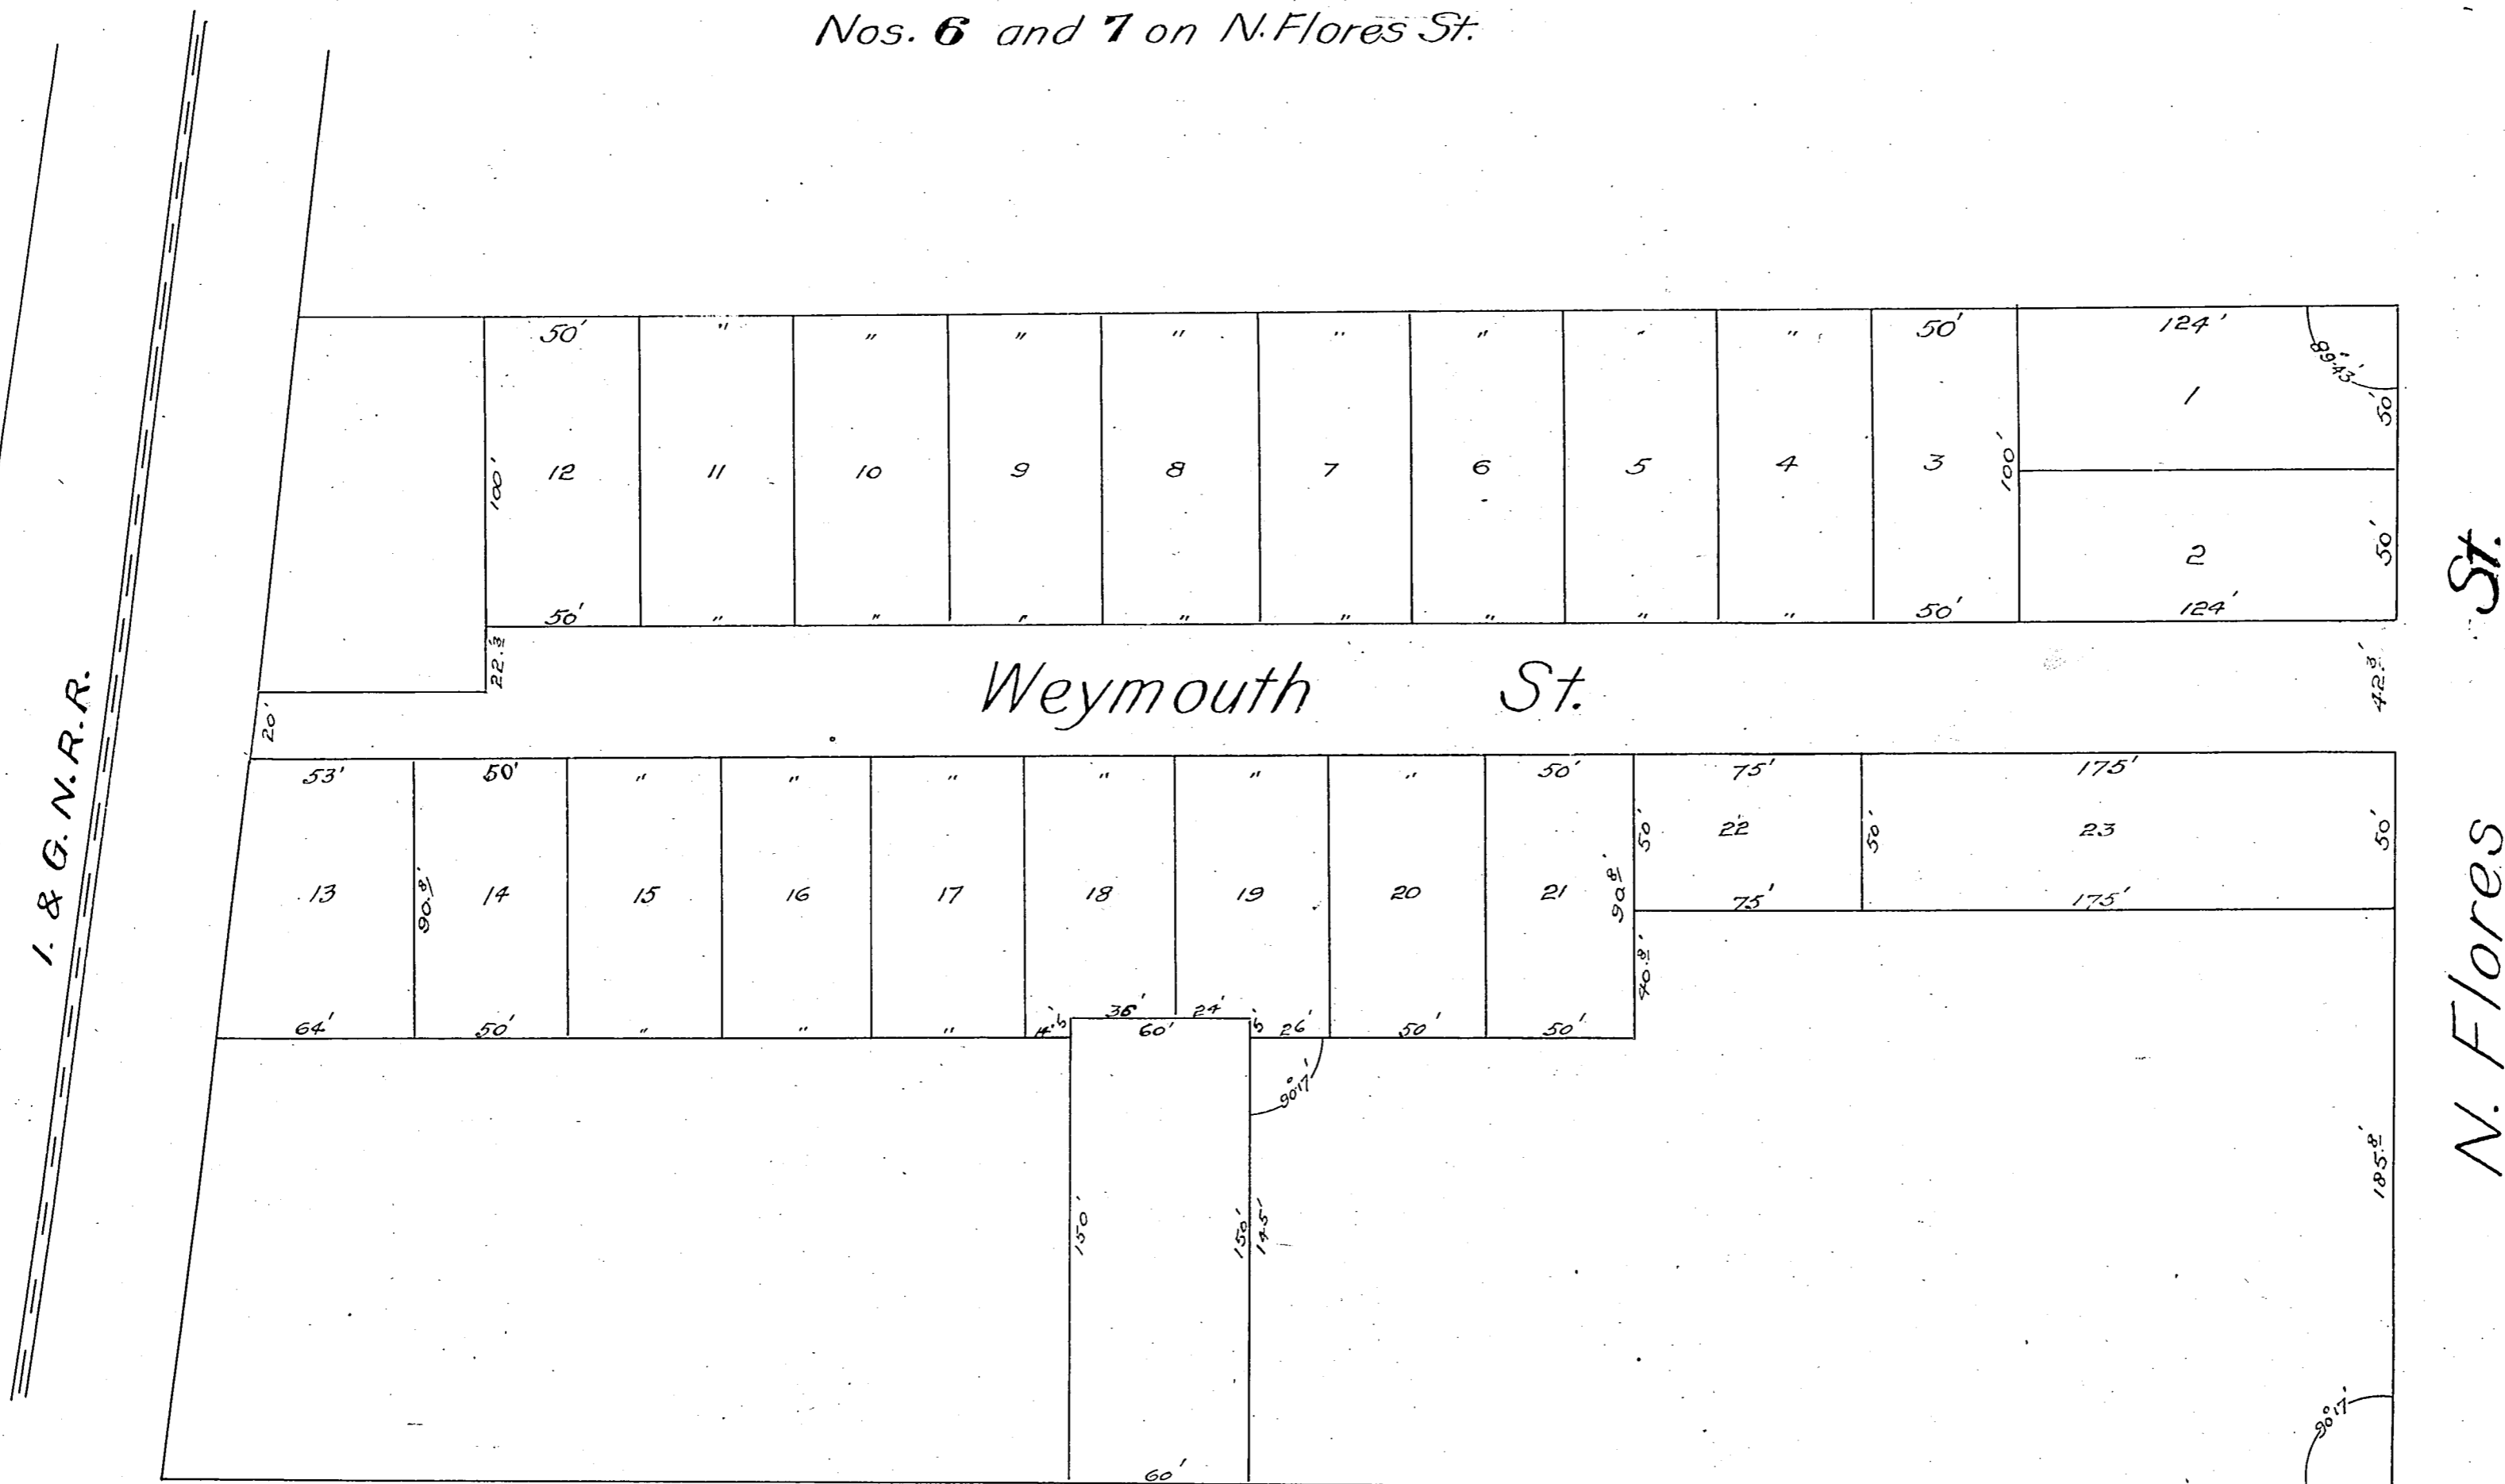 Nos. 6 and 7 on N. Flores St.
50' " " " " " " " " 50' 124'
89°43'
1
50'
100' 12 11 10 9 8 7 6 5 4 3 100'
2
50'
50' " " " " " " " " 50' 124'
22.3'
Weymouth St.
42.3'
20'
I. & G. N. R. R.
N. Flores St.
53' 50' " " " " " " 50' 75' 175'
50' 22 50' 23 50'
13 90.8' 14 15 16 17 18 19 20 21 90.8'
75' 175'
40.8'
36' 24'
64' 50' " " " 14' 5' 60' 5' 26' 50' 50'
90°17'
185.8'
150' 150' 145'
90°17'
60'